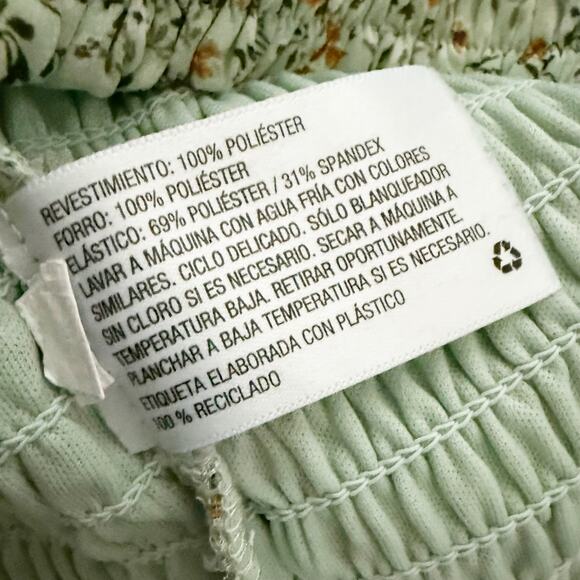 REVESTIMIENTO: 100% POLIÉSTER
FORRO: 100% POLIÉSTER
ELÁSTICO: 69% POLIÉSTER / 31% SPANDEX
LAVAR A MÁQUINA CON AGUA FRÍA CON COLORES
SIMILARES. CICLO DELICADO. SÓLO BLANQUEADOR
SIN CLORO SI ES NECESARIO. SECAR A MÁQUINA A
TEMPERATURA BAJA. RETIRAR OPORTUNAMENTE.
PLANCHAR A BAJA TEMPERATURA SI ES NECESARIO.
ETIQUETA ELABORADA CON PLÁSTICO
100 % RECICLADO